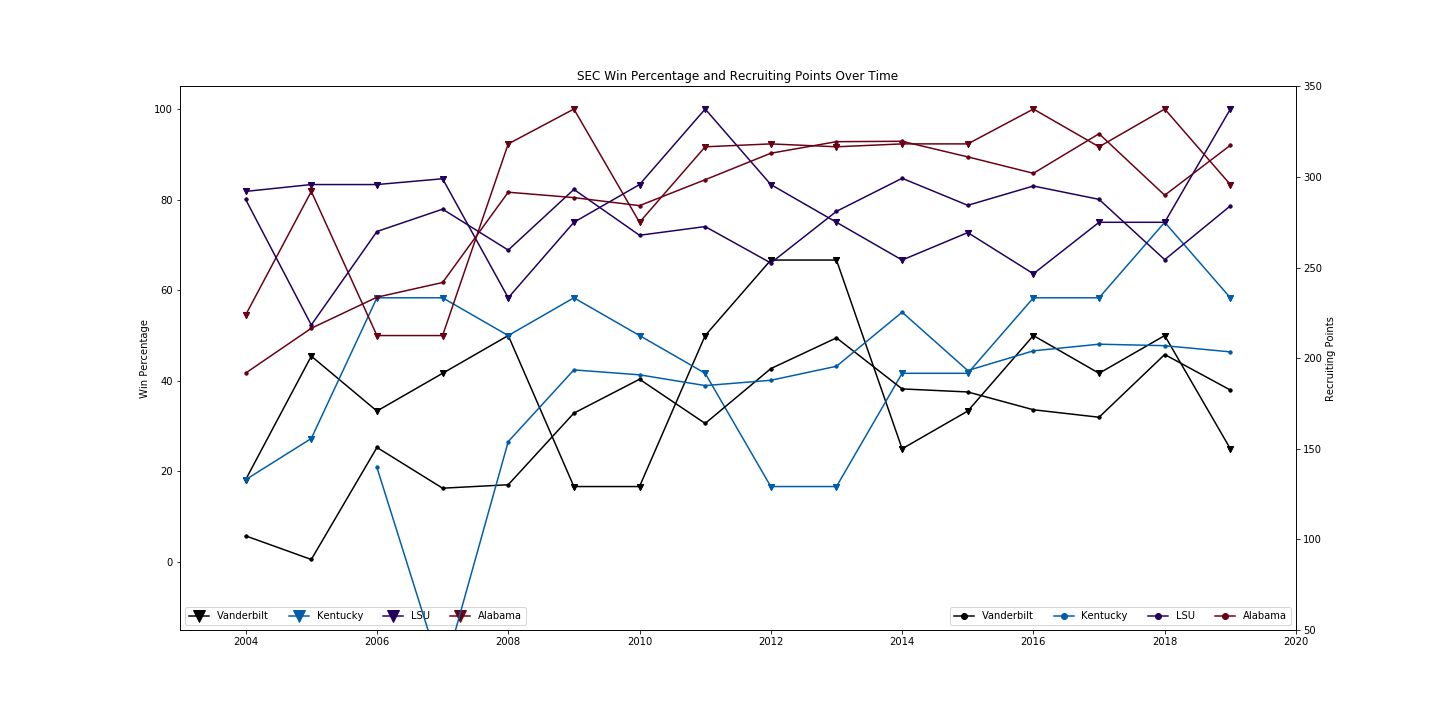 SEC Win Percentage and Recruiting Points Over Time
100
80
60
40
20
0
Win Percentage
350
300
250
200
150
100
50
Recruiting Points
Vanderbilt Kentucky LSU Alabama
Vanderbilt Kentucky LSU Alabama
2004 2006 2008 2010 2012 2014 2016 2018 2020